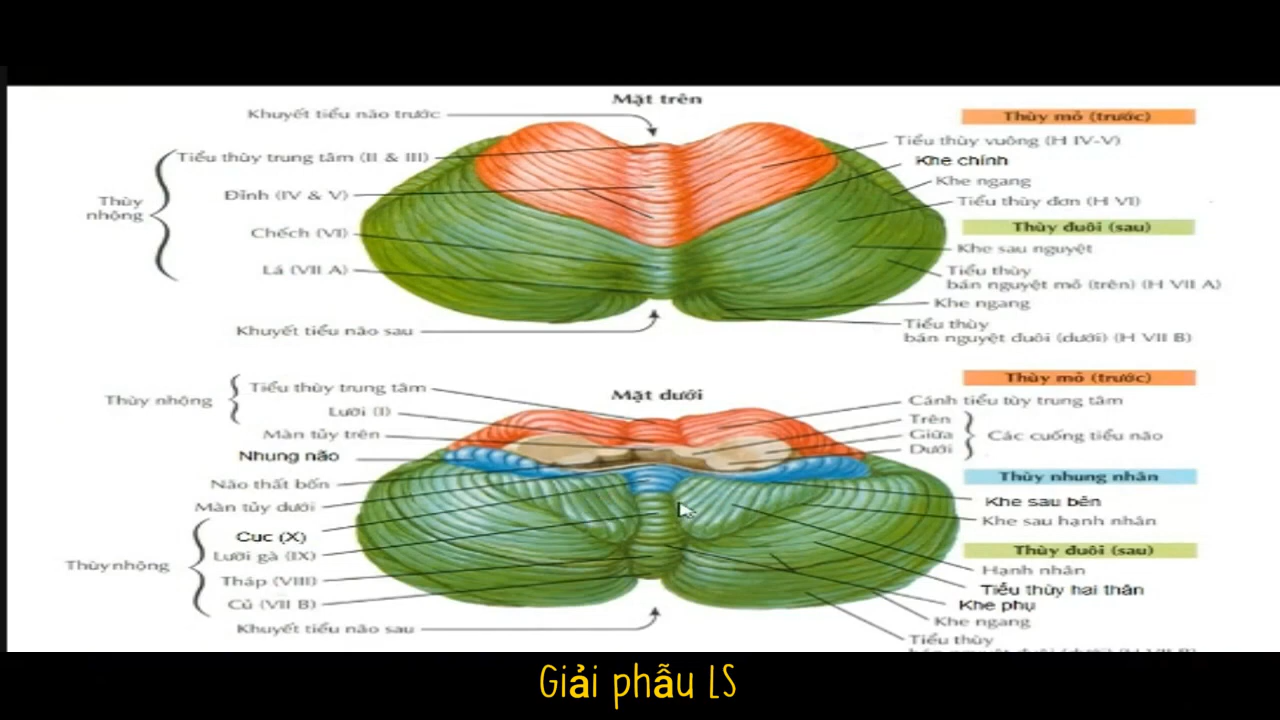 Mặt trên
Khuyết tiểu não trước
Tiểu thùy trung tâm (II & III)
Đỉnh (IV & V)
Thùy
nhộng
Chếch (VI)
Lá (VII A)
Khuyết tiểu não sau
Thùy mỏ (trước)
Tiểu thùy vuông (H IV-V)
Khe chính
Khe ngang
Tiểu thùy đơn (H VI)
Thùy đuôi (sau)
Khe sau nguyệt
Tiểu thùy
bán nguyệt mỏ (trên) (H VII A)
Khe ngang
Tiểu thùy
bán nguyệt đuôi (dưới) (H VII B)
Mặt dưới
Thùy nhộng
Tiểu thùy trung tâm
Lưỡi (I)
Màn tủy trên
Nhung não
Não thất bốn
Màn tủy dưới
Cục (X)
Lưỡi gà (IX)
Thùy nhộng
Tháp (VIII)
Củ (VII B)
Khuyết tiểu não sau
Thùy mỏ (trước)
Cánh tiểu tùy trung tâm
Trên
Giữa
Dưới
Các cuống tiểu não
Thùy nhung nhân
Khe sau bên
Khe sau hạnh nhân
Thùy đuôi (sau)
Hạnh nhân
Tiểu thùy hai thân
Khe phụ
Khe ngang
Tiểu thùy
Giải phẫu LS